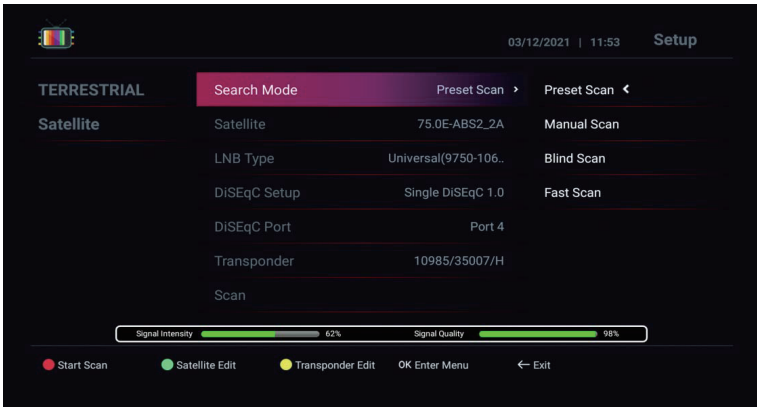 03/12/2021 | 11:53 Setup
TERRESTRIAL
Satellite
Search Mode Preset Scan >
Satellite 75.0E-ABS2_2A
LNB Type Universal(9750-106..
DiSEqC Setup Single DiSEqC 1.0
DiSEqC Port Port 4
Transponder 10985/35007/H
Scan
Preset Scan <
Manual Scan
Blind Scan
Fast Scan
Signal Intensity 62% Signal Quality 98%
Start Scan Satellite Edit Transponder Edit OK Enter Menu ← Exit